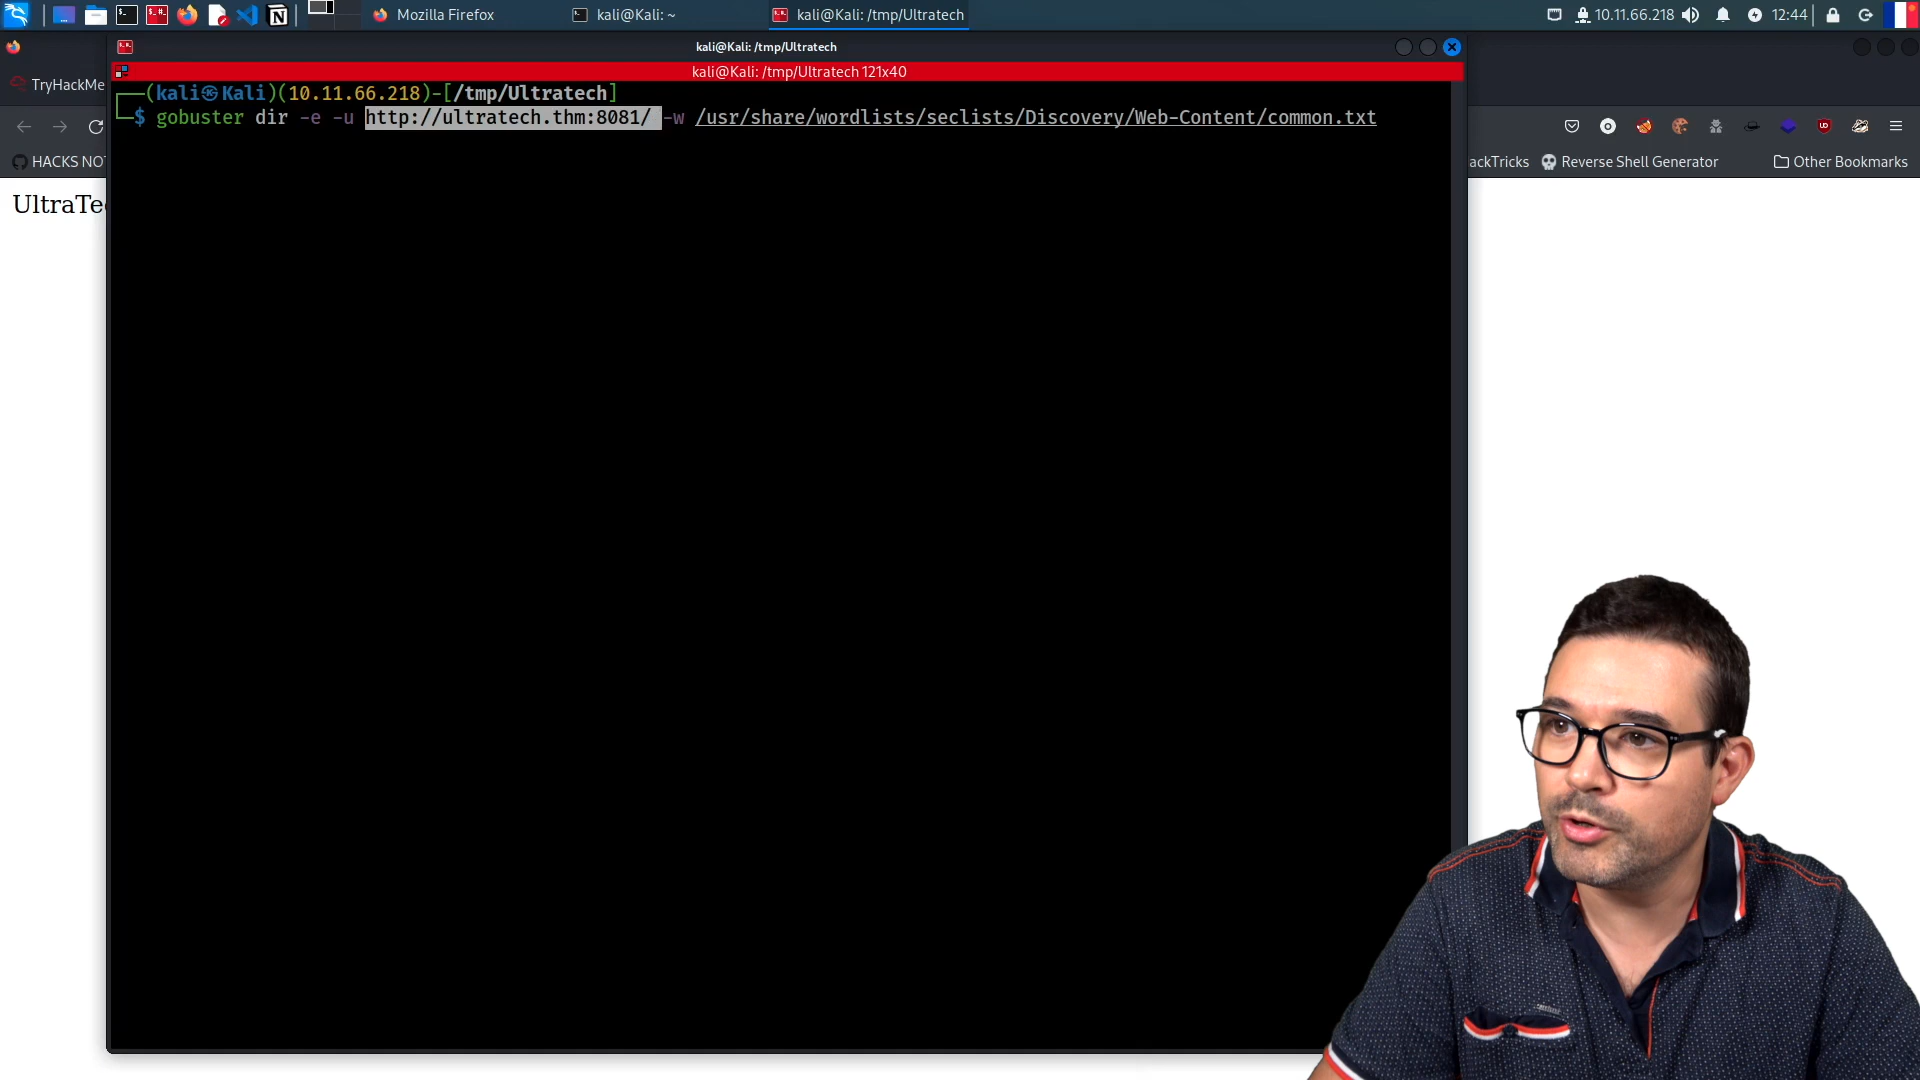 Mozilla Firefox
kali@Kali: ~
kali@Kali: /tmp/Ultratech
10.11.66.218
12:44
kali@Kali: /tmp/Ultratech
TryHackMe
kali@Kali: /tmp/Ultratech 121x40
(kali㉿Kali)(10.11.66.218)-[/tmp/Ultratech]
$ gobuster dir -e -u http://ultratech.thm:8081/ -w /usr/share/wordlists/seclists/Discovery/Web-Content/common.txt
HACKS NOT
ackTricks
Reverse Shell Generator
Other Bookmarks
UltraTec